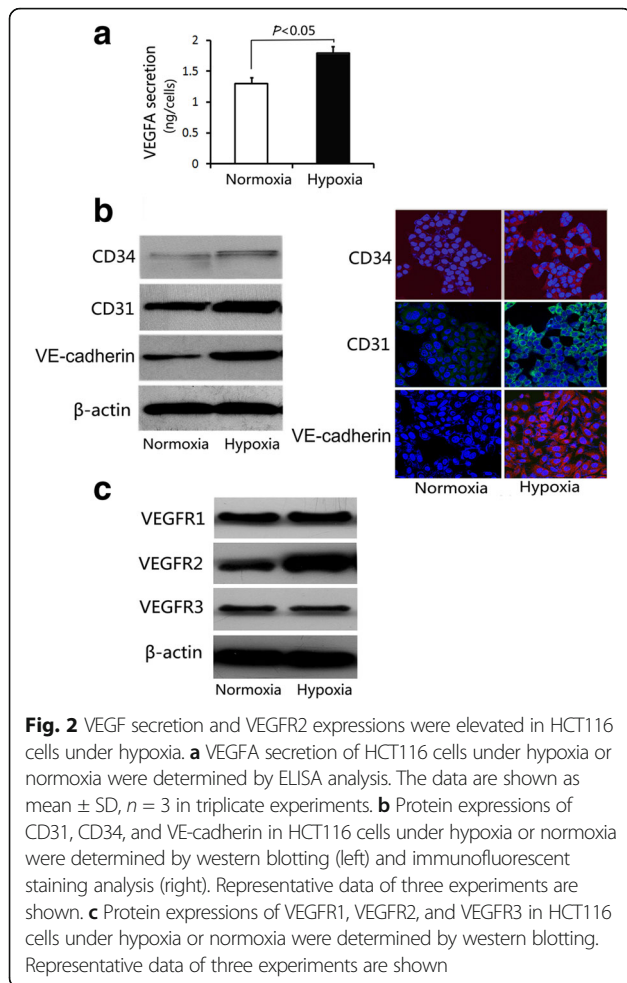 a
P<0.05
VEGFA secretion
(ng/cells)
2
1.5
1
0.5
0
Normoxia Hypoxia
b
CD34
CD31
VE-cadherin
β-actin
Normoxia Hypoxia
CD34
CD31
VE-cadherin
Normoxia Hypoxia
c
VEGFR1
VEGFR2
VEGFR3
β-actin
Normoxia Hypoxia
Fig. 2 VEGF secretion and VEGFR2 expressions were elevated in HCT116
cells under hypoxia. a VEGFA secretion of HCT116 cells under hypoxia or
normoxia were determined by ELISA analysis. The data are shown as
mean ± SD, n = 3 in triplicate experiments. b Protein expressions of
CD31, CD34, and VE-cadherin in HCT116 cells under hypoxia or normoxia
were determined by western blotting (left) and immunofluorescent
staining analysis (right). Representative data of three experiments are
shown. c Protein expressions of VEGFR1, VEGFR2, and VEGFR3 in HCT116
cells under hypoxia or normoxia were determined by western blotting.
Representative data of three experiments are shown